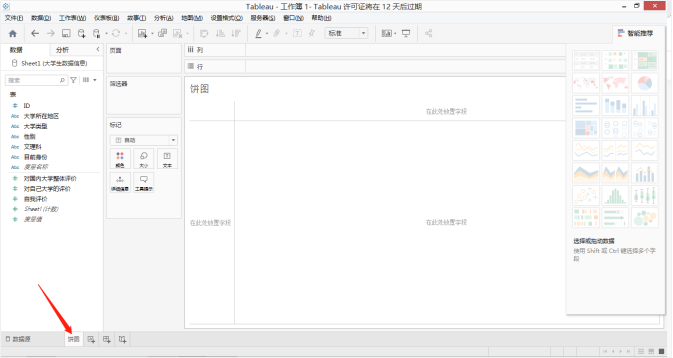 Tableau - 工作簿 1- Tableau 许可证将在 12 天后过期
文件(F) 数据(D) 工作表(W) 仪表板(B) 故事(T) 分析(A) 地图(M) 设置格式(O) 服务器(S) 窗口(N) 帮助(H)
标准
智能推荐
数据 分析
Sheet1 (大学生数据信息)
搜索
表
# ID
Abc 大学所在地区
Abc 大学类型
Abc 性别
Abc 文理科
Abc 目前身份
Abc 度量名称
# 对国内大学整体评价
# 对自己大学的评价
# 自我评价
# Sheet1 (计数)
# 度量值
页面
筛选器
标记
自动
颜色 大小 文本
详细信息 工具提示
列
行
饼图
在此处放置字段
在此处放置字段
在此处放置字段
选择或拖动数据
使用 Shift 或 Ctrl 键选择多个字
段
数据源 饼图